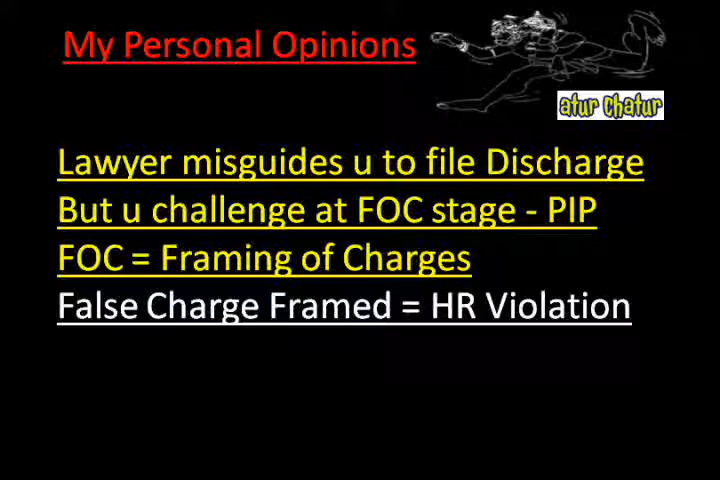 My Personal Opinions
atur chatur
Lawyer misguides u to file Discharge
But u challenge at FOC stage - PIP
FOC = Framing of Charges
False Charge Framed = HR Violation